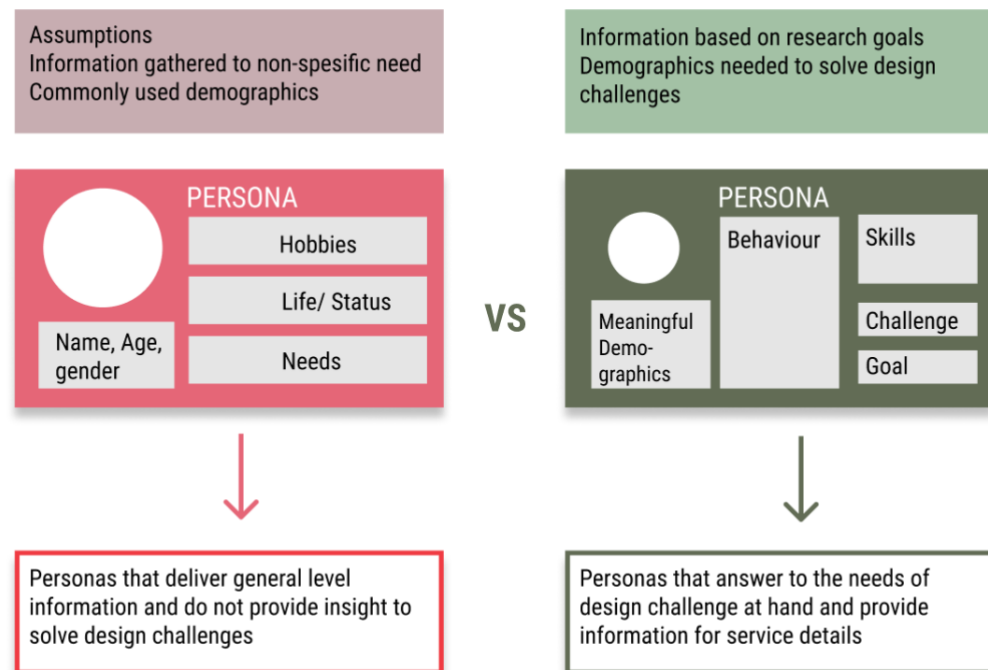 Assumptions
Information gathered to non-spesific need
Commonly used demographics
PERSONA
Hobbies
Life/ Status
Needs
Name, Age,
gender
Personas that deliver general level
information and do not provide insight to
solve design challenges
VS
Information based on research goals
Demographics needed to solve design
challenges
PERSONA
Meaningful
Demo-
graphics
Behaviour
Skills
Challenge
Goal
Personas that answer to the needs of
design challenge at hand and provide
information for service details